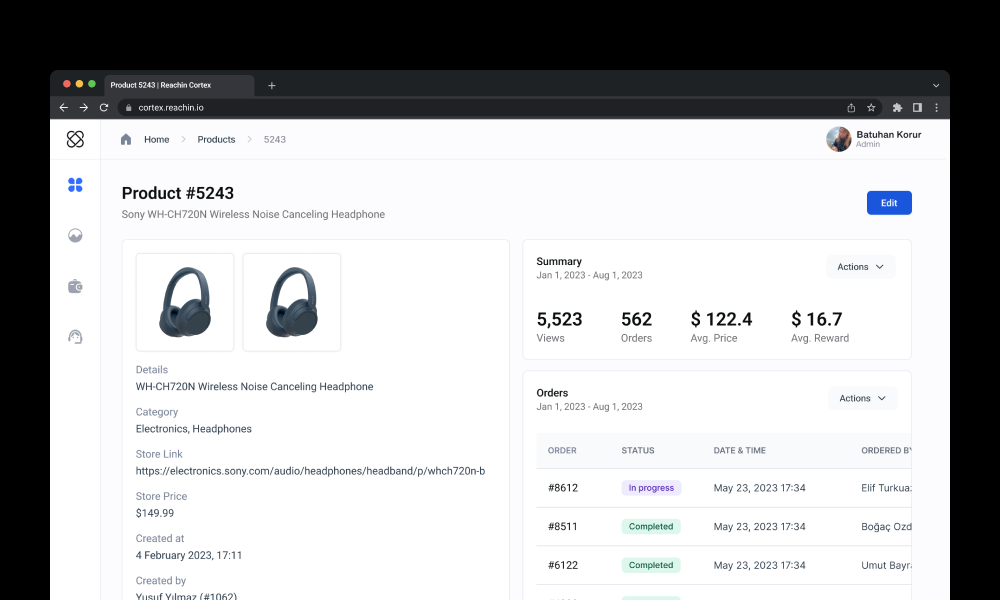 Product 5243 | Reachin Cortex
cortex.reachin.io
Home
Products
5243
Batuhan Korur
Admin
Product #5243
Sony WH-CH720N Wireless Noise Canceling Headphone
Edit
Details
WH-CH720N Wireless Noise Canceling Headphone
Category
Electronics, Headphones
Store Link
https://electronics.sony.com/audio/headphones/headband/p/whch720n-b
Store Price
$149.99
Created at
4 February 2023, 17:11
Created by
Yusuf Yılmaz (#1062)
Summary
Jan 1, 2023 - Aug 1, 2023
Actions
5,523 562 $ 122.4 $ 16.7
Views Orders Avg. Price Avg. Reward
Orders
Jan 1, 2023 - Aug 1, 2023
Actions
ORDER STATUS DATE & TIME ORDERED BY
#8612 In progress May 23, 2023 17:34 Elif Turkuaz
#8511 Completed May 23, 2023 17:34 Boğaç Ozd
#6122 Completed May 23, 2023 17:34 Umut Bayra